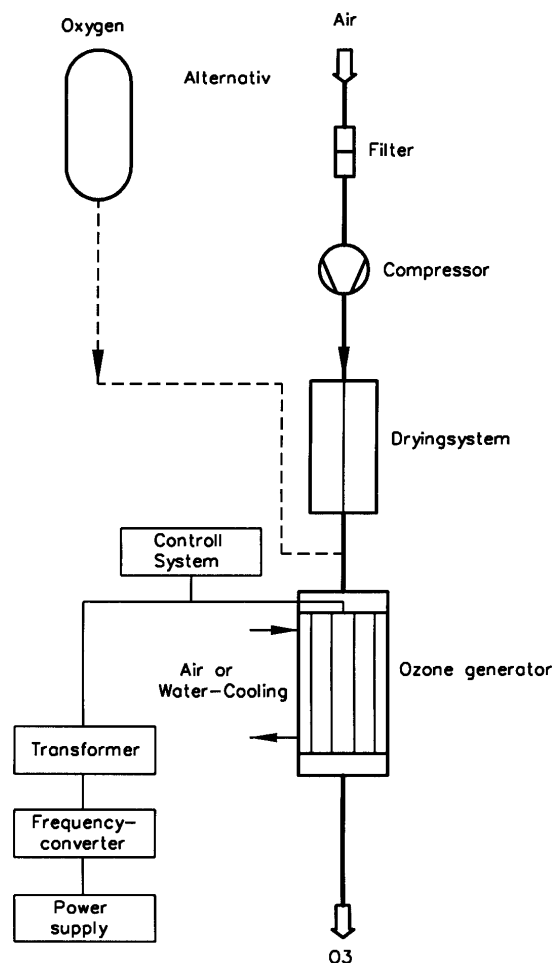 Oxygen
Air
Alternativ
Filter
Compressor
Dryingsystem
Controll
System
Air or
Water-Cooling
Ozone generator
Transformer
Frequency-
converter
Power
supply
O3